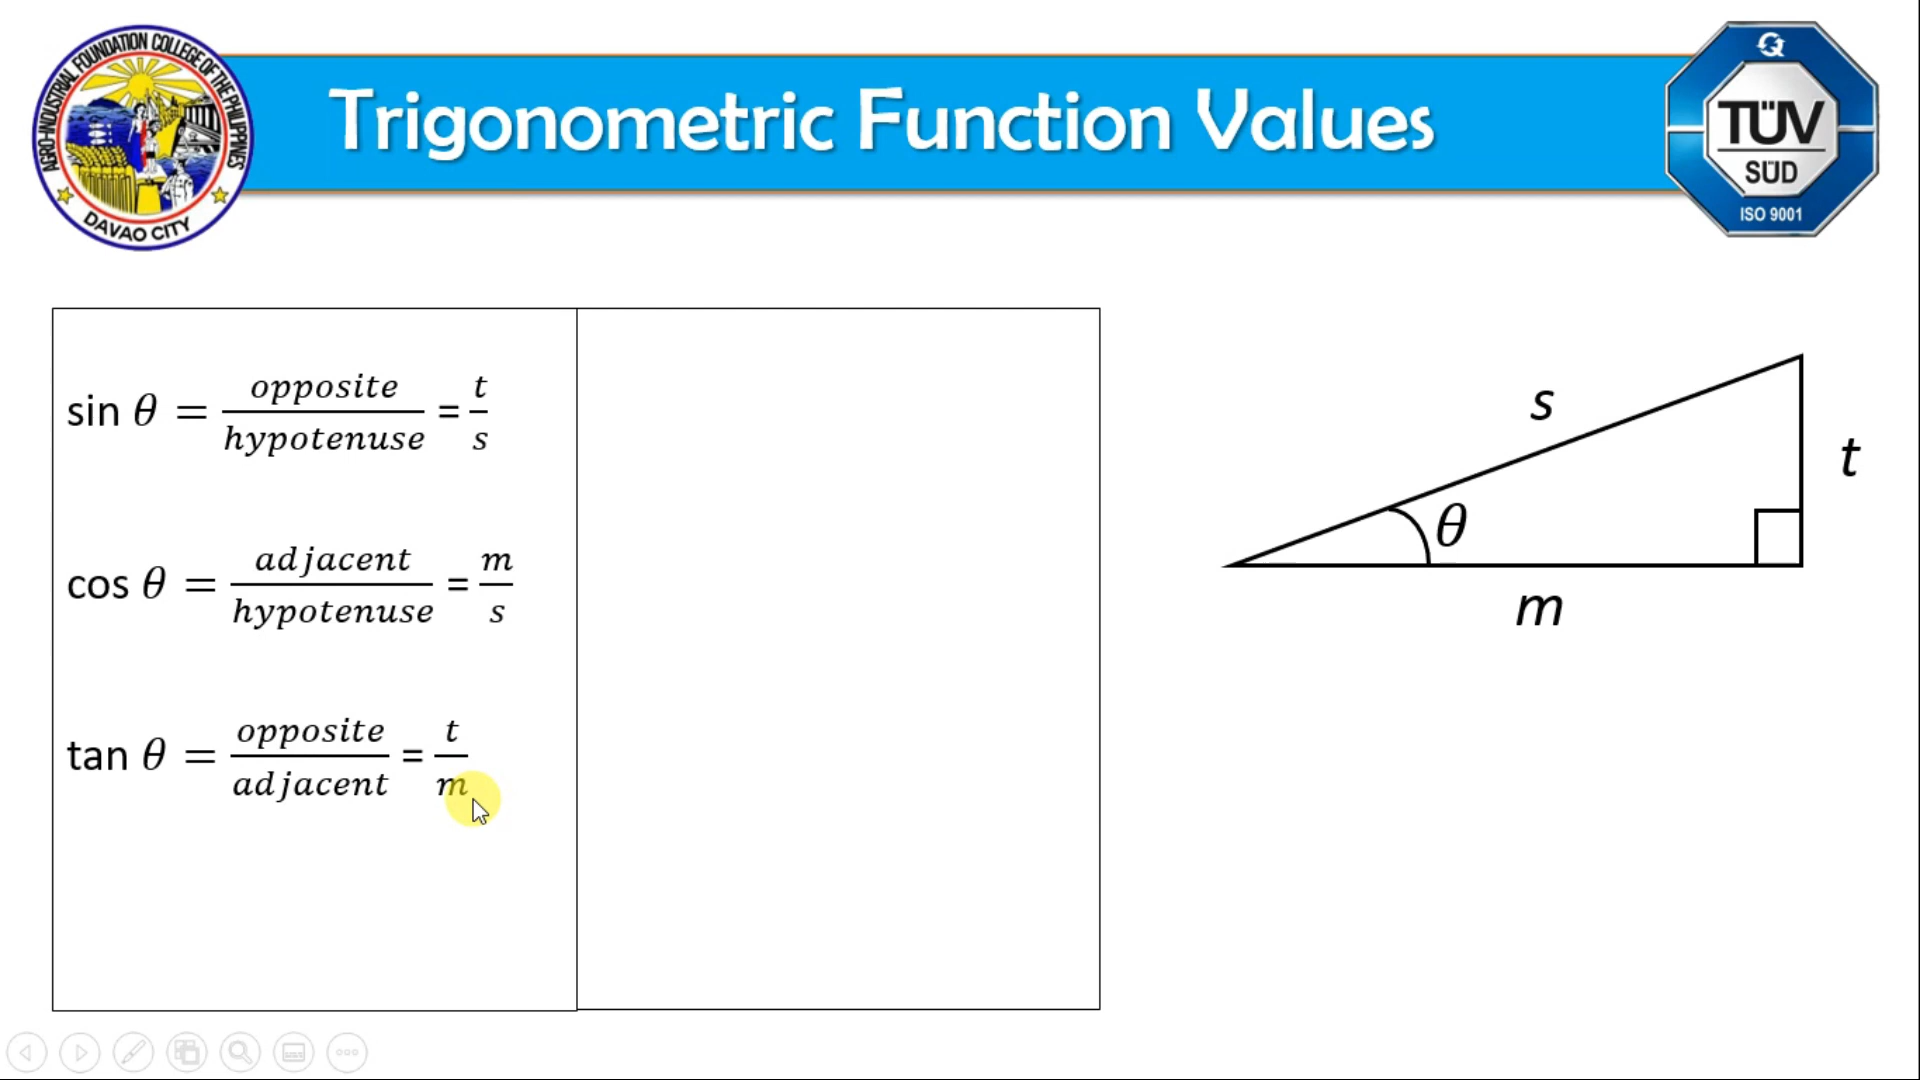 AGRO-INDUSTRIAL FOUNDATION COLLEGE OF THE PHILIPPINES
DAVAO CITY
Trigonometric Function Values
TÜV
SÜD
ISO 9001
sin θ = opposite/hypotenuse = t/s
cos θ = adjacent/hypotenuse = m/s
tan θ = opposite/adjacent = t/m
s
t
θ
m